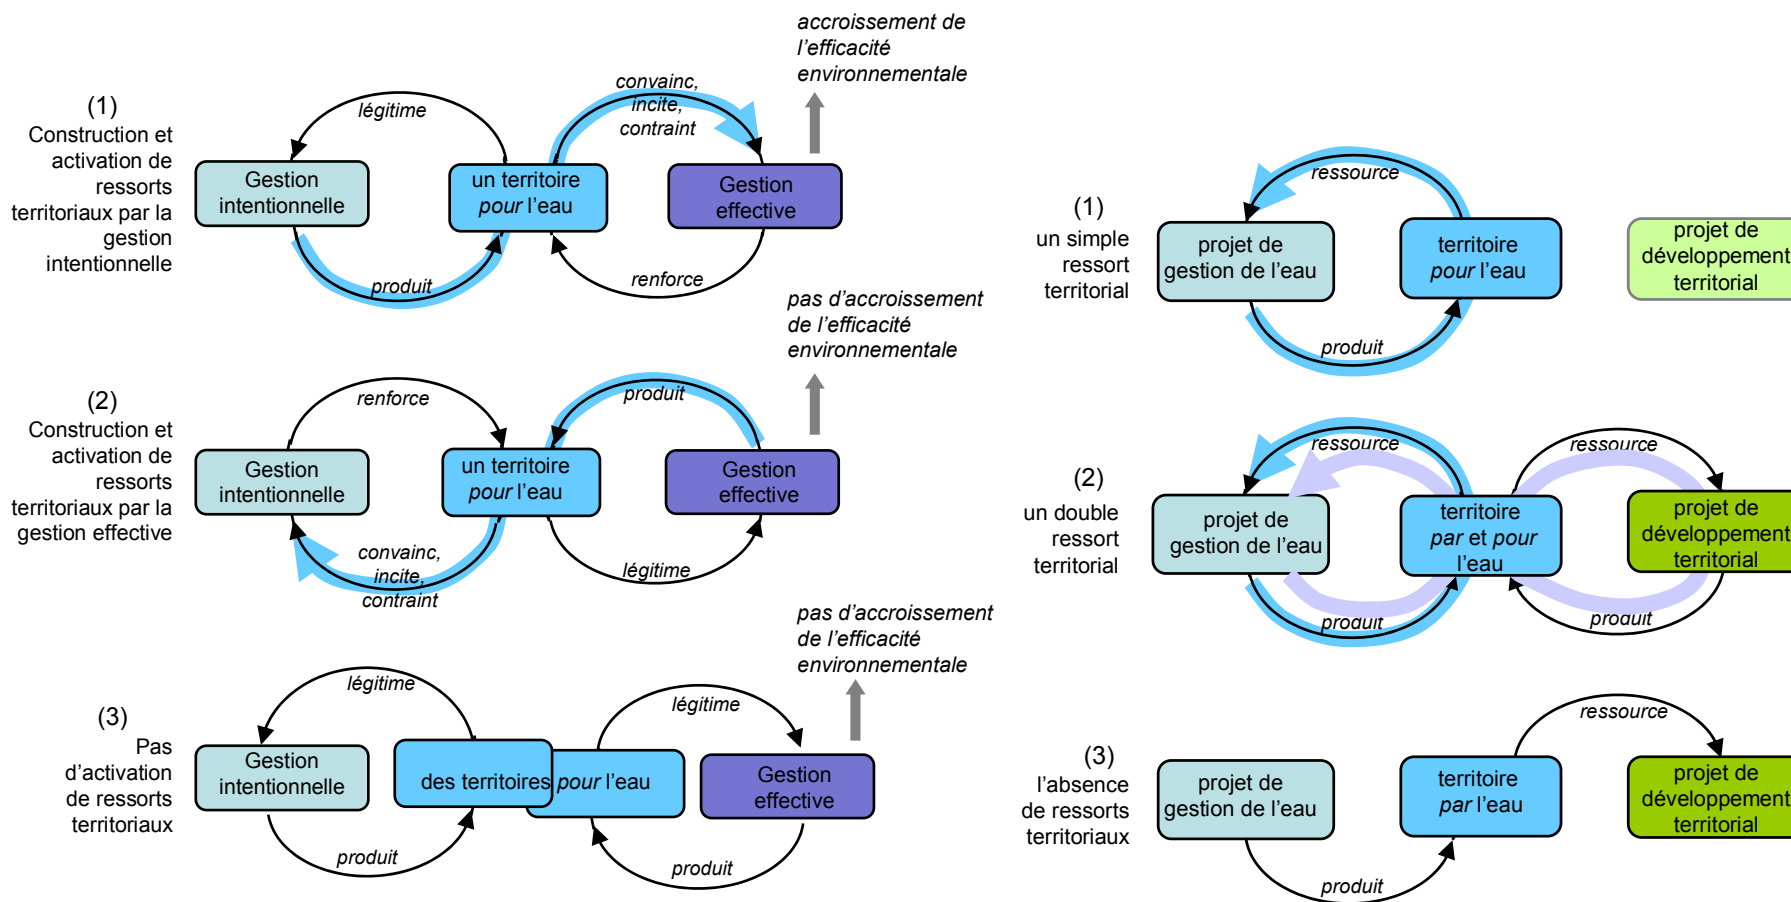 (1)
Construction et
activation de
ressorts
territoriaux par la
gestion
intentionnelle
légitime
Gestion
intentionnelle
produit
un territoire
pour l’eau
convainc,
incite,
contraint
Gestion
effective
renforce
accroissement de
l’efficacité
environnementale
(2)
Construction et
activation de
ressorts
territoriaux par la
gestion effective
renforce
Gestion
intentionnelle
convainc,
incite,
contraint
un territoire
pour l’eau
produit
Gestion
effective
légitime
pas d’accroissement
de l’efficacité
environnementale
(3)
Pas
d’activation
de ressorts
territoriaux
légitime
Gestion
intentionnelle
produit
des territoires pour l’eau
légitime
Gestion
effective
produit
pas d’accroissement
de l’efficacité
environnementale
(1)
un simple
ressort
territorial
ressource
projet de
gestion de l’eau
produit
territoire
pour l’eau
projet de
développement
territorial
(2)
un double
ressort
territorial
ressource
projet de
gestion de l’eau
produit
territoire
par et pour
l’eau
ressource
projet de
développement
territorial
produit
(3)
l’absence
de ressorts
territoriaux
projet de
gestion de l’eau
produit
territoire
par l’eau
ressource
projet de
développement
territorial